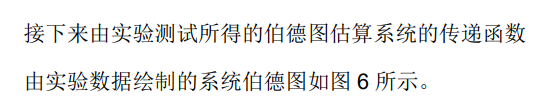 接下来由实验测试所得的伯德图估算系统的传递函数
由实验数据绘制的系统伯德图如图 6 所示。